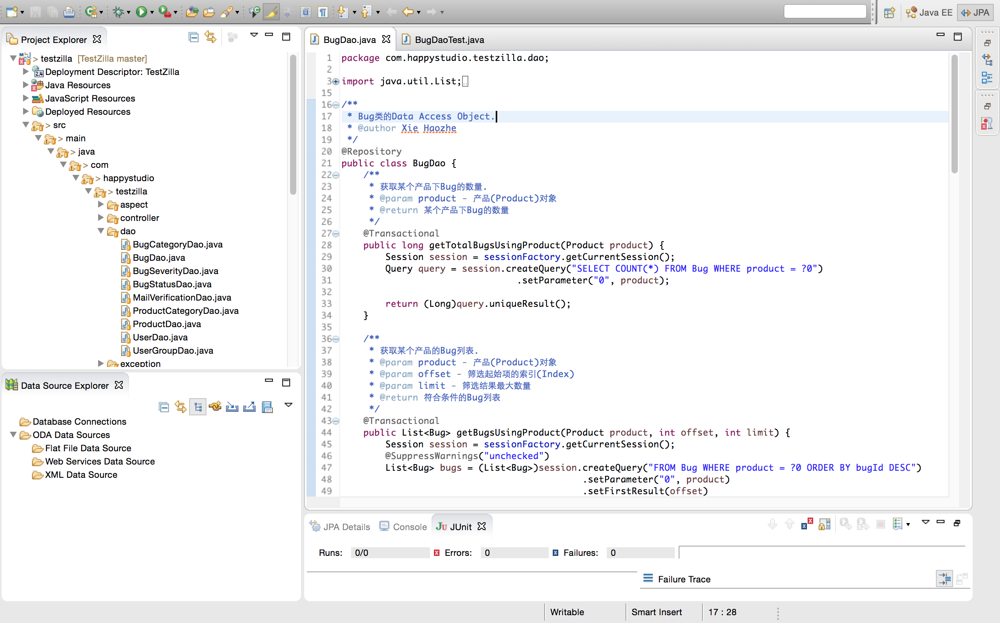 Java EE
JPA
Project Explorer
> testzilla [TestZilla master]
Deployment Descriptor: TestZilla
Java Resources
JavaScript Resources
Deployed Resources
> src
> main
> java
> com
> happystudio
> testzilla
aspect
controller
dao
BugCategoryDao.java
BugDao.java
BugSeverityDao.java
BugStatusDao.java
MailVerificationDao.java
ProductCategoryDao.java
ProductDao.java
UserDao.java
UserGroupDao.java
exception
Data Source Explorer
Database Connections
ODA Data Sources
Flat File Data Source
Web Services Data Source
XML Data Source
BugDao.java
BugDaoTest.java
1 package com.happystudio.testzilla.dao;
2
3 import java.util.List;
15
16 /**
17 * Bug类的Data Access Object.
18 * @author Xie Haozhe
19 */
20 @Repository
21 public class BugDao {
22 /**
23 * 获取某个产品下Bug的数量.
24 * @param product - 产品(Product)对象
25 * @return 某个产品下Bug的数量
26 */
27 @Transactional
28 public long getTotalBugsUsingProduct(Product product) {
29 Session session = sessionFactory.getCurrentSession();
30 Query query = session.createQuery("SELECT COUNT(*) FROM Bug WHERE product = ?0")
31 .setParameter("0", product);
32
33 return (Long)query.uniqueResult();
34 }
35
36 /**
37 * 获取某个产品的Bug列表.
38 * @param product - 产品(Product)对象
39 * @param offset - 筛选起始项的索引(Index)
40 * @param limit - 筛选结果最大数量
41 * @return 符合条件的Bug列表
42 */
43 @Transactional
44 public List<Bug> getBugsUsingProduct(Product product, int offset, int limit) {
45 Session session = sessionFactory.getCurrentSession();
46 @SuppressWarnings("unchecked")
47 List<Bug> bugs = (List<Bug>)session.createQuery("FROM Bug WHERE product = ?0 ORDER BY bugId DESC")
48 .setParameter("0", product)
49 .setFirstResult(offset)
JPA Details
Console
JUnit
Runs: 0/0
Errors: 0
Failures: 0
Failure Trace
Writable
Smart Insert
17 : 28